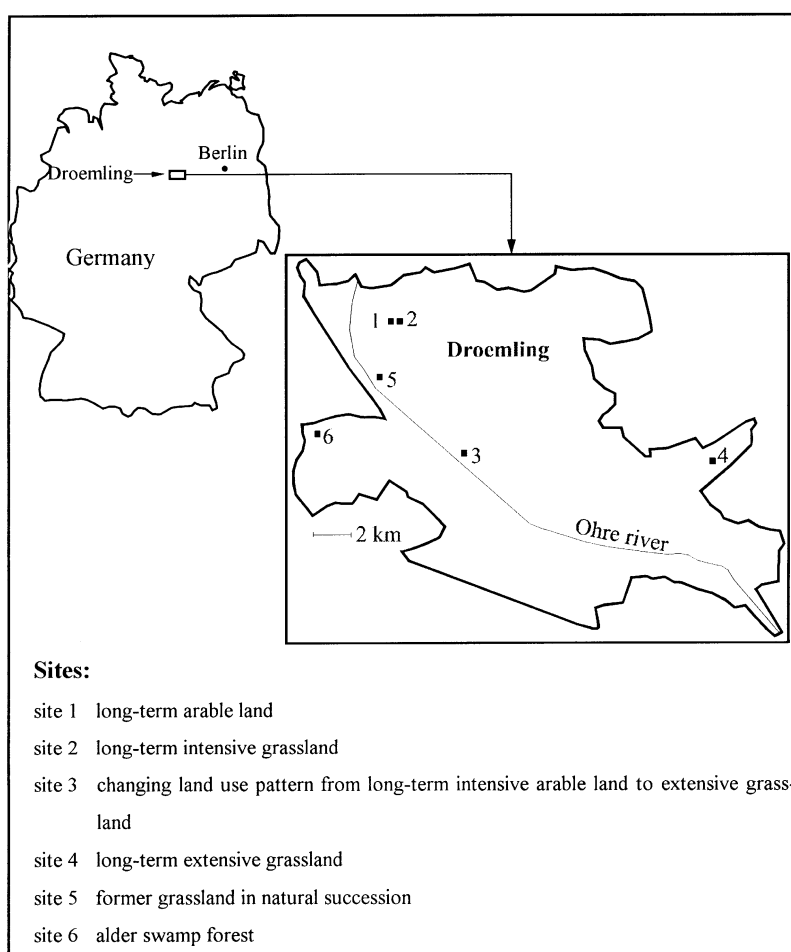 Berlin
Droemling
Germany
1 2
Droemling
5
6
3
4
2 km
Ohre river
Sites:
site 1 long-term arable land
site 2 long-term intensive grassland
site 3 changing land use pattern from long-term intensive arable land to extensive grass-
land
site 4 long-term extensive grassland
site 5 former grassland in natural succession
site 6 alder swamp forest